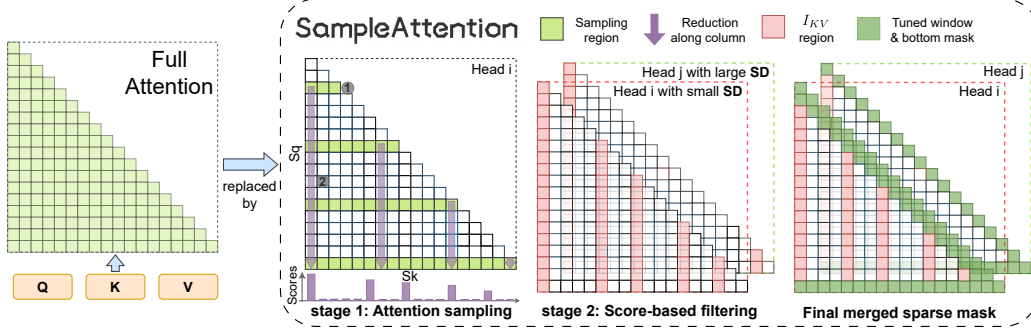 Full
Attention
Q
K
V
replaced
by
SampleAttention
Sampling
region
Reduction
along column
I_KV
region
Tuned window
& bottom mask
Head i
1
2
Sq
Sk
Scores
stage 1: Attention sampling
Head j with large SD
Head i with small SD
stage 2: Score-based filtering
Head j
Head i
Final merged sparse mask